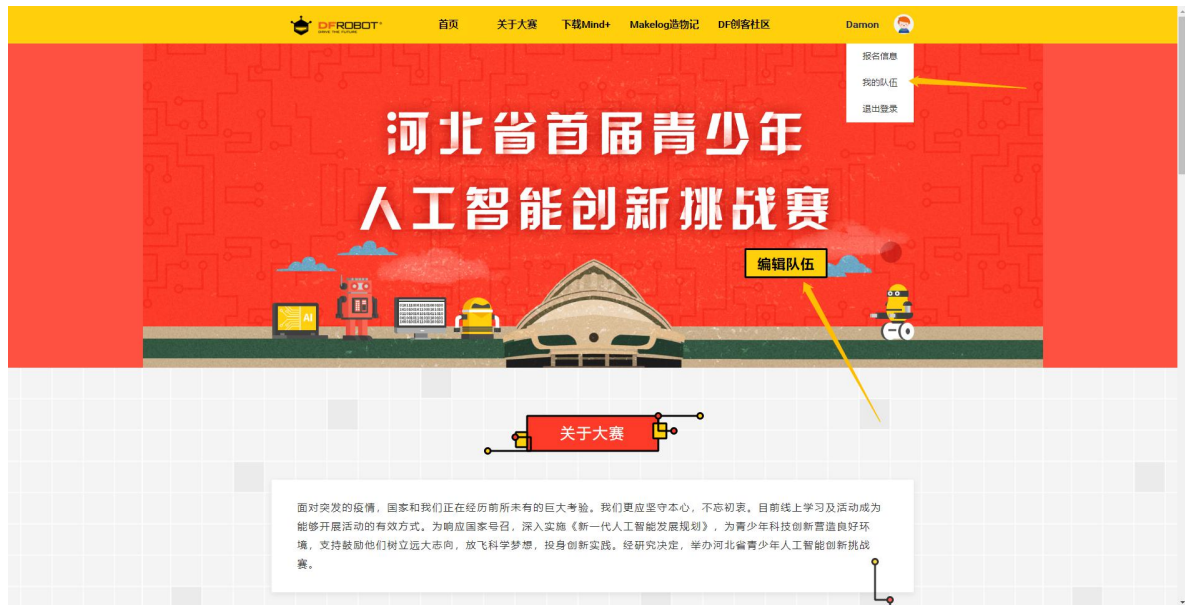 DFROBOT
DRIVE THE FUTURE
首页 关于大赛 下载Mind+ Makelog造物记 DF创客社区 Damon
报名信息
我的队伍
退出登录
河北省首届青少年
人工智能创新挑战赛
编辑队伍
AI
关于大赛
面对突发的疫情，国家和我们正在经历前所未有的巨大考验。我们更应坚守本心，不忘初衷。目前线上学习及活动成为
能够开展活动的有效方式。为响应国家号召，深入实施《新一代人工智能发展规划》，为青少年科技创新营造良好环
境，支持鼓励他们树立远大志向，放飞科学梦想，投身创新实践。经研究决定，举办河北省青少年人工智能创新挑战
赛。